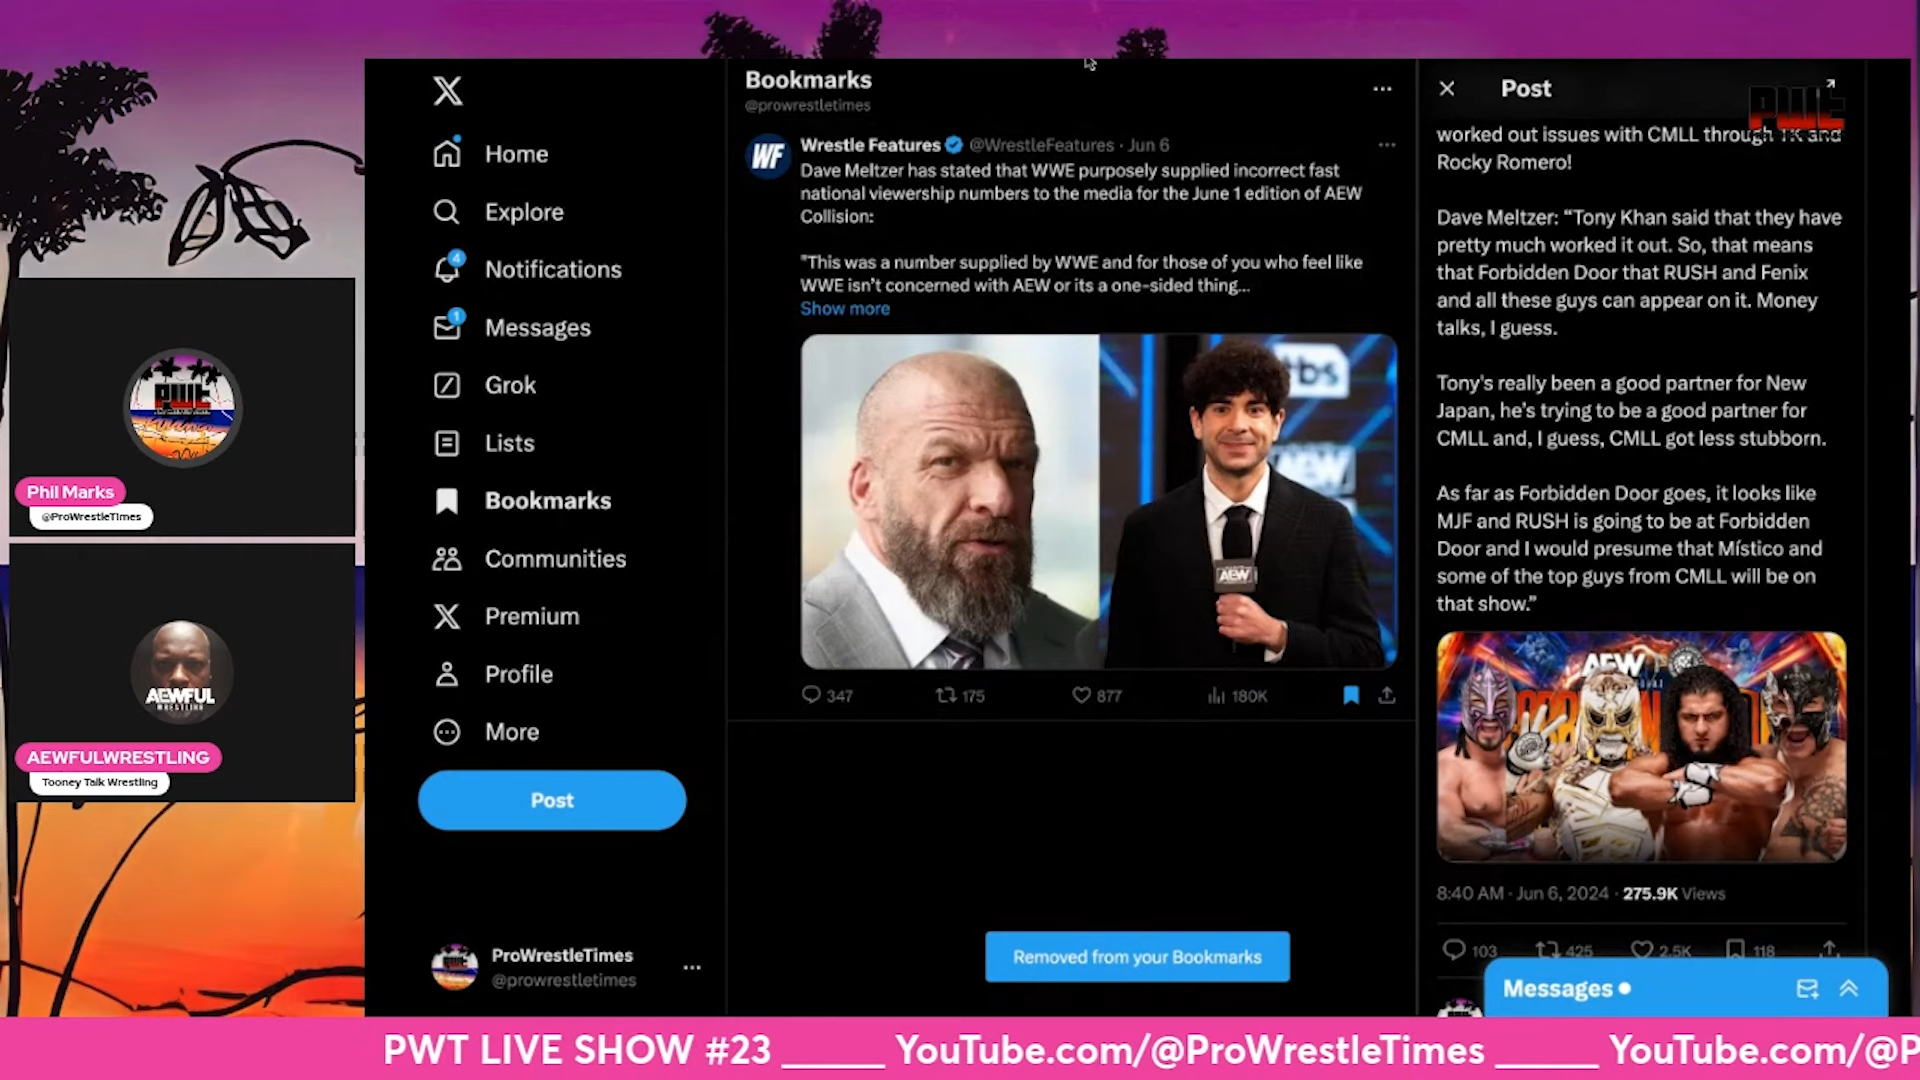 Home
Explore
4
Notifications
1
Messages
Grok
Lists
Bookmarks
Communities
Premium
Profile
More
Post
ProWrestleTimes
@prowrestletimes
PWT
Phil Marks
@ProWrestleTimes
AEWFUL
WRESTLING
AEWFULWRESTLING
Tooney Talk Wrestling
Bookmarks
@prowrestletimes
WF
Wrestle Features @WrestleFeatures · Jun 6
Dave Meltzer has stated that WWE purposely supplied incorrect fast
national viewership numbers to the media for the June 1 edition of AEW
Collision:
"This was a number supplied by WWE and for those of you who feel like
WWE isn't concerned with AEW or its a one-sided thing...
Show more
tbs
AEW
AEW
347 175 877 180K
Removed from your Bookmarks
Post
PWT
worked out issues with CMLL through TK and
Rocky Romero!
Dave Meltzer: “Tony Khan said that they have
pretty much worked it out. So, that means
that Forbidden Door that RUSH and Fenix
and all these guys can appear on it. Money
talks, I guess.
Tony's really been a good partner for New
Japan, he's trying to be a good partner for
CMLL and, I guess, CMLL got less stubborn.
As far as Forbidden Door goes, it looks like
MJF and RUSH is going to be at Forbidden
Door and I would presume that Místico and
some of the top guys from CMLL will be on
that show.”
AEW
8:40 AM · Jun 6, 2024 · 275.9K Views
103 425 2.5K 118
Messages
PWT LIVE SHOW #23 _____ YouTube.com/@ProWrestleTimes _____ YouTube.com/@P